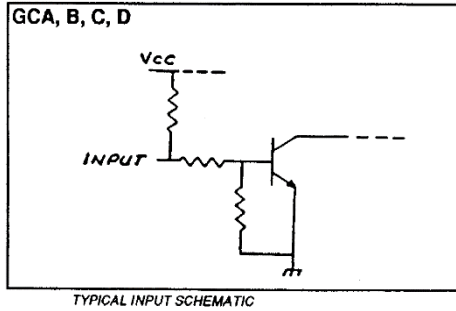 GCA, B, C, D
Vcc
INPUT
TYPICAL INPUT SCHEMATIC